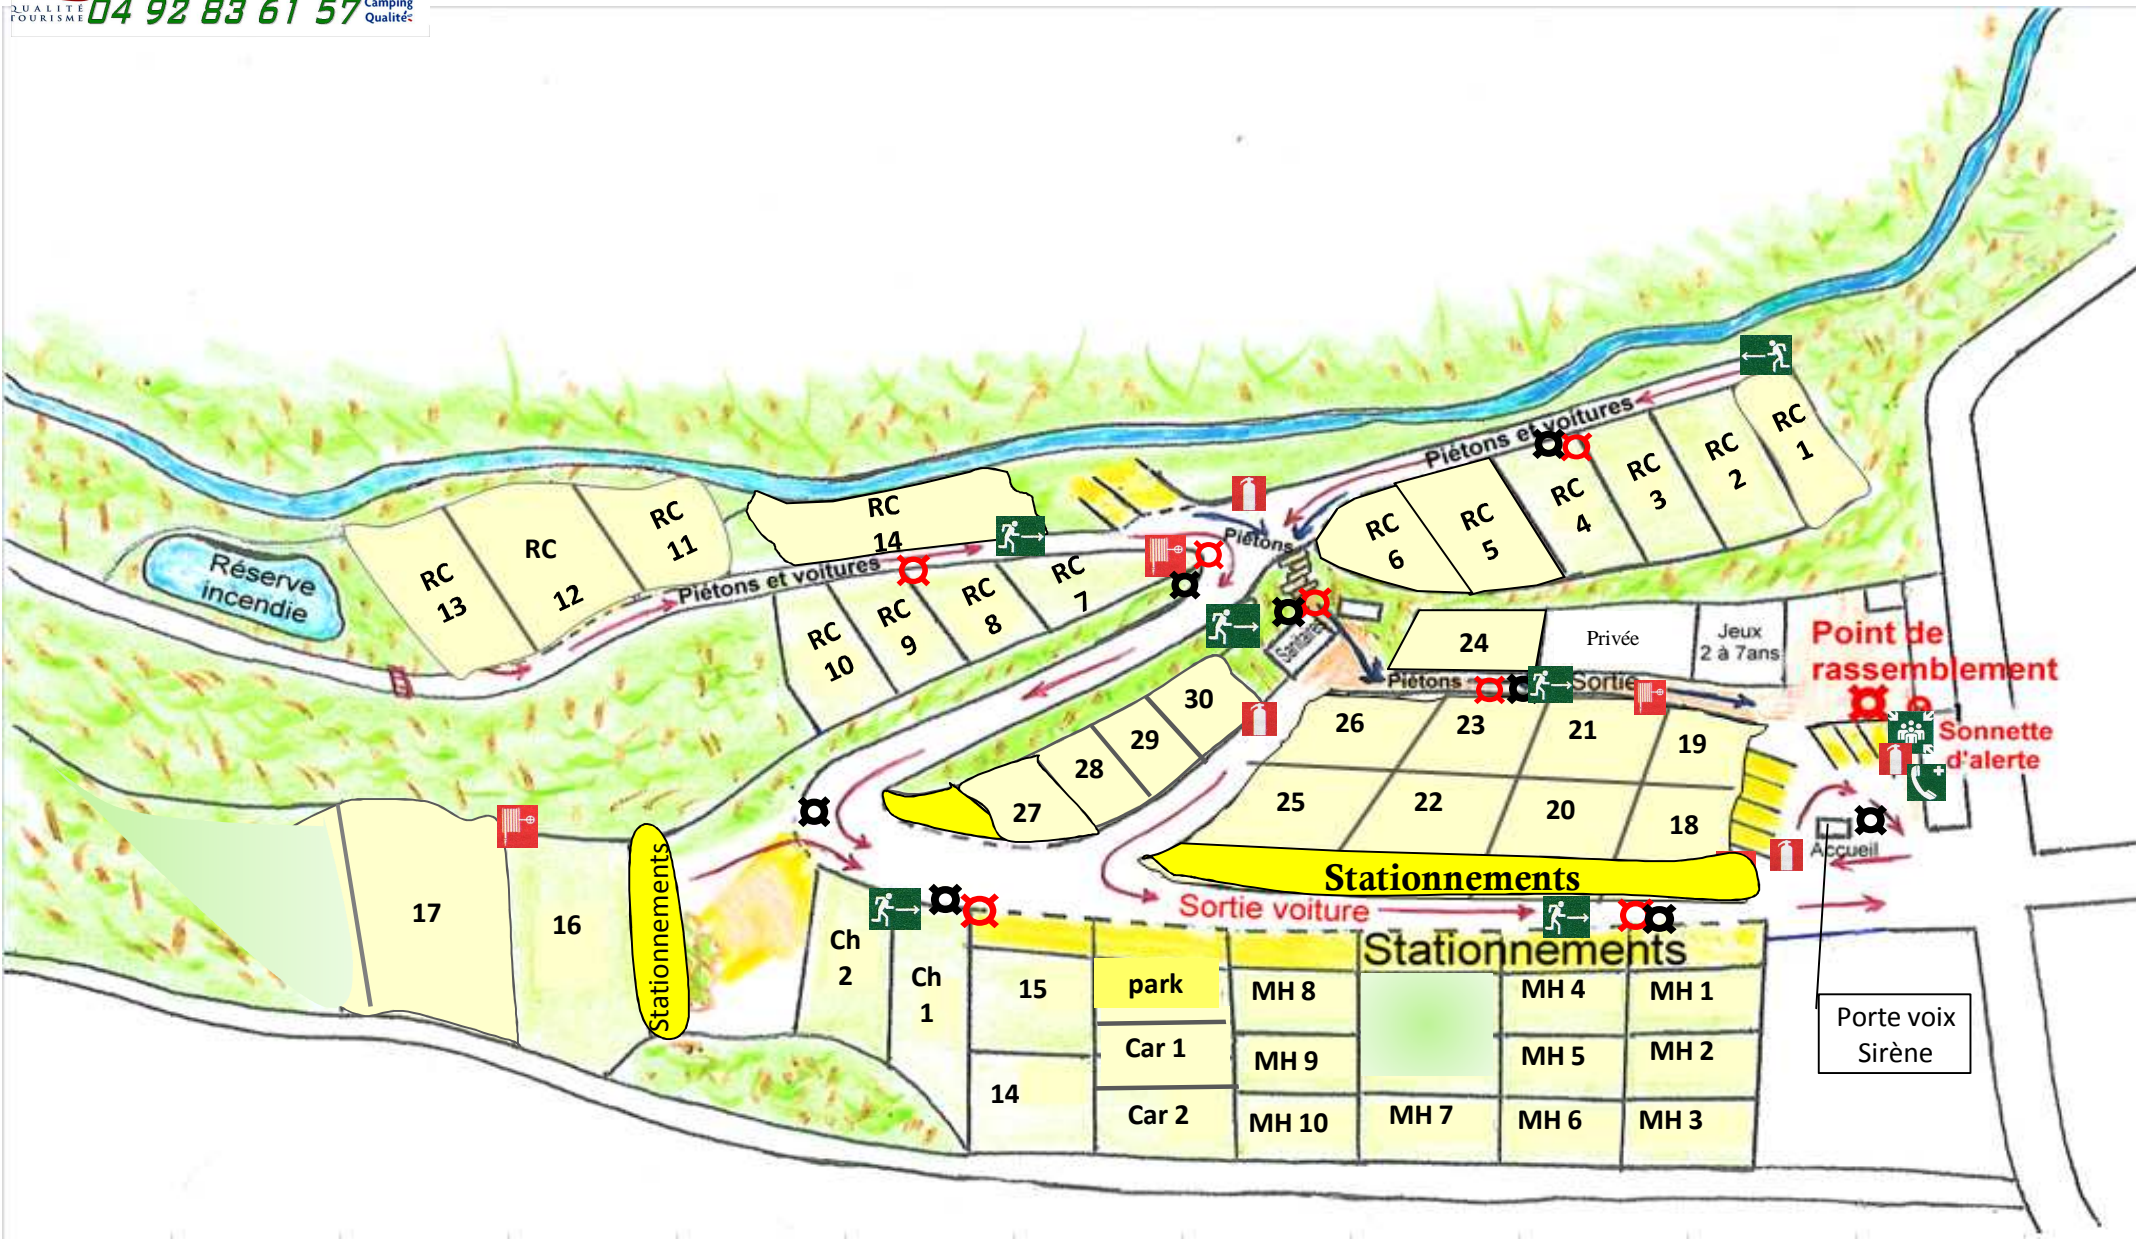 QUALITÉ
TOURISME
04 92 83 61 57
Camping
Qualité
RC
1
RC
2
RC
3
RC
4
RC
5
RC
6
Piétons et voitures
RC
14
RC
11
RC
12
RC
13
Réserve
incendie
Piétons et voitures
RC
7
RC
8
RC
9
RC
10
Piétons
Sanitaires
24
Privée
Jeux
2 à 7ans
Point de
rassemblement
Piétons
Sortie
Sonnette
d'alerte
30
29
28
27
26
23
21
19
25
22
20
18
Accueil
Stationnements
Sortie voiture
Stationnements
17
16
Stationnements
Ch
2
Ch
1
15
14
park
Car 1
Car 2
MH 8
MH 9
MH 10
MH 7
MH 4
MH 5
MH 6
MH 1
MH 2
MH 3
Porte voix
Sirène